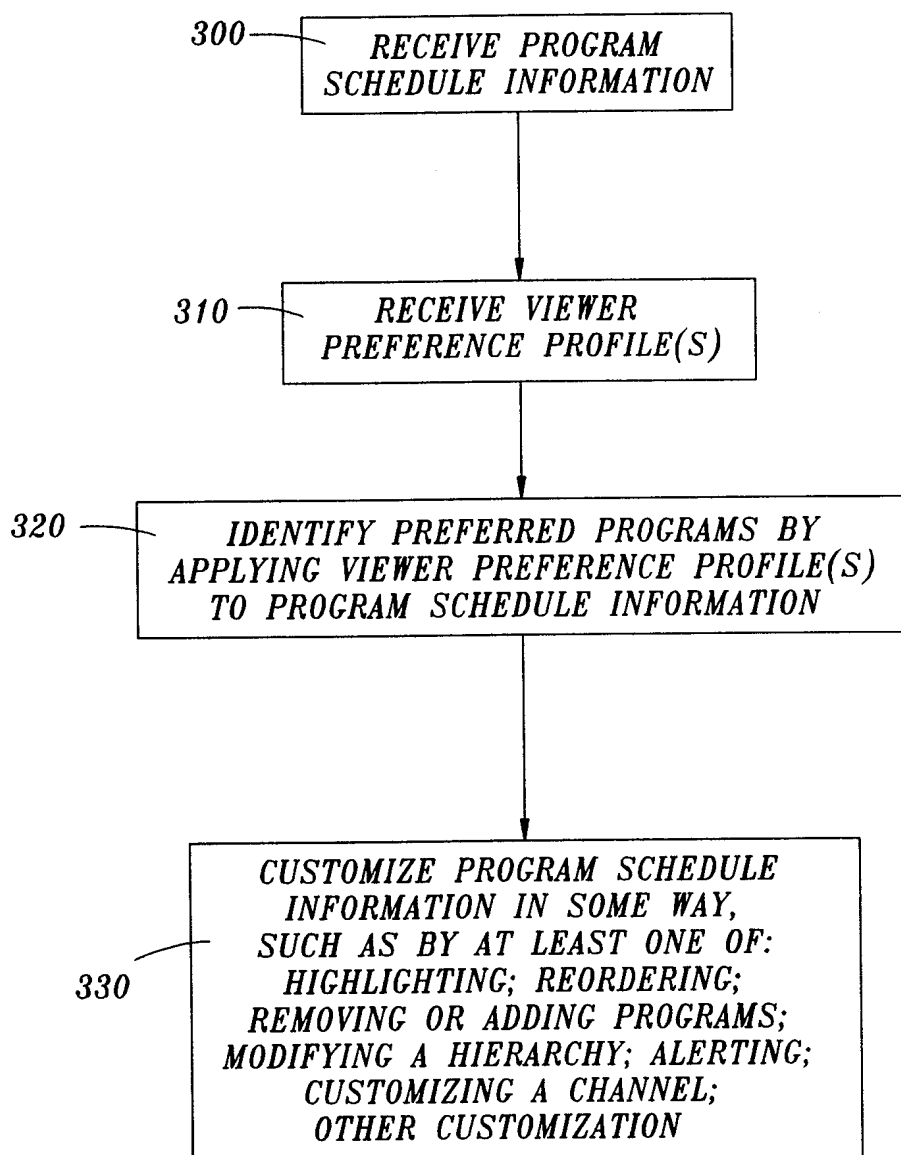 300
RECEIVE PROGRAM
SCHEDULE INFORMATION
310
RECEIVE VIEWER
PREFERENCE PROFILE(S)
320
IDENTIFY PREFERRED PROGRAMS BY
APPLYING VIEWER PREFERENCE PROFILE(S)
TO PROGRAM SCHEDULE INFORMATION
330
CUSTOMIZE PROGRAM SCHEDULE
INFORMATION IN SOME WAY,
SUCH AS BY AT LEAST ONE OF:
HIGHLIGHTING; REORDERING;
REMOVING OR ADDING PROGRAMS;
MODIFYING A HIERARCHY; ALERTING;
CUSTOMIZING A CHANNEL;
OTHER CUSTOMIZATION